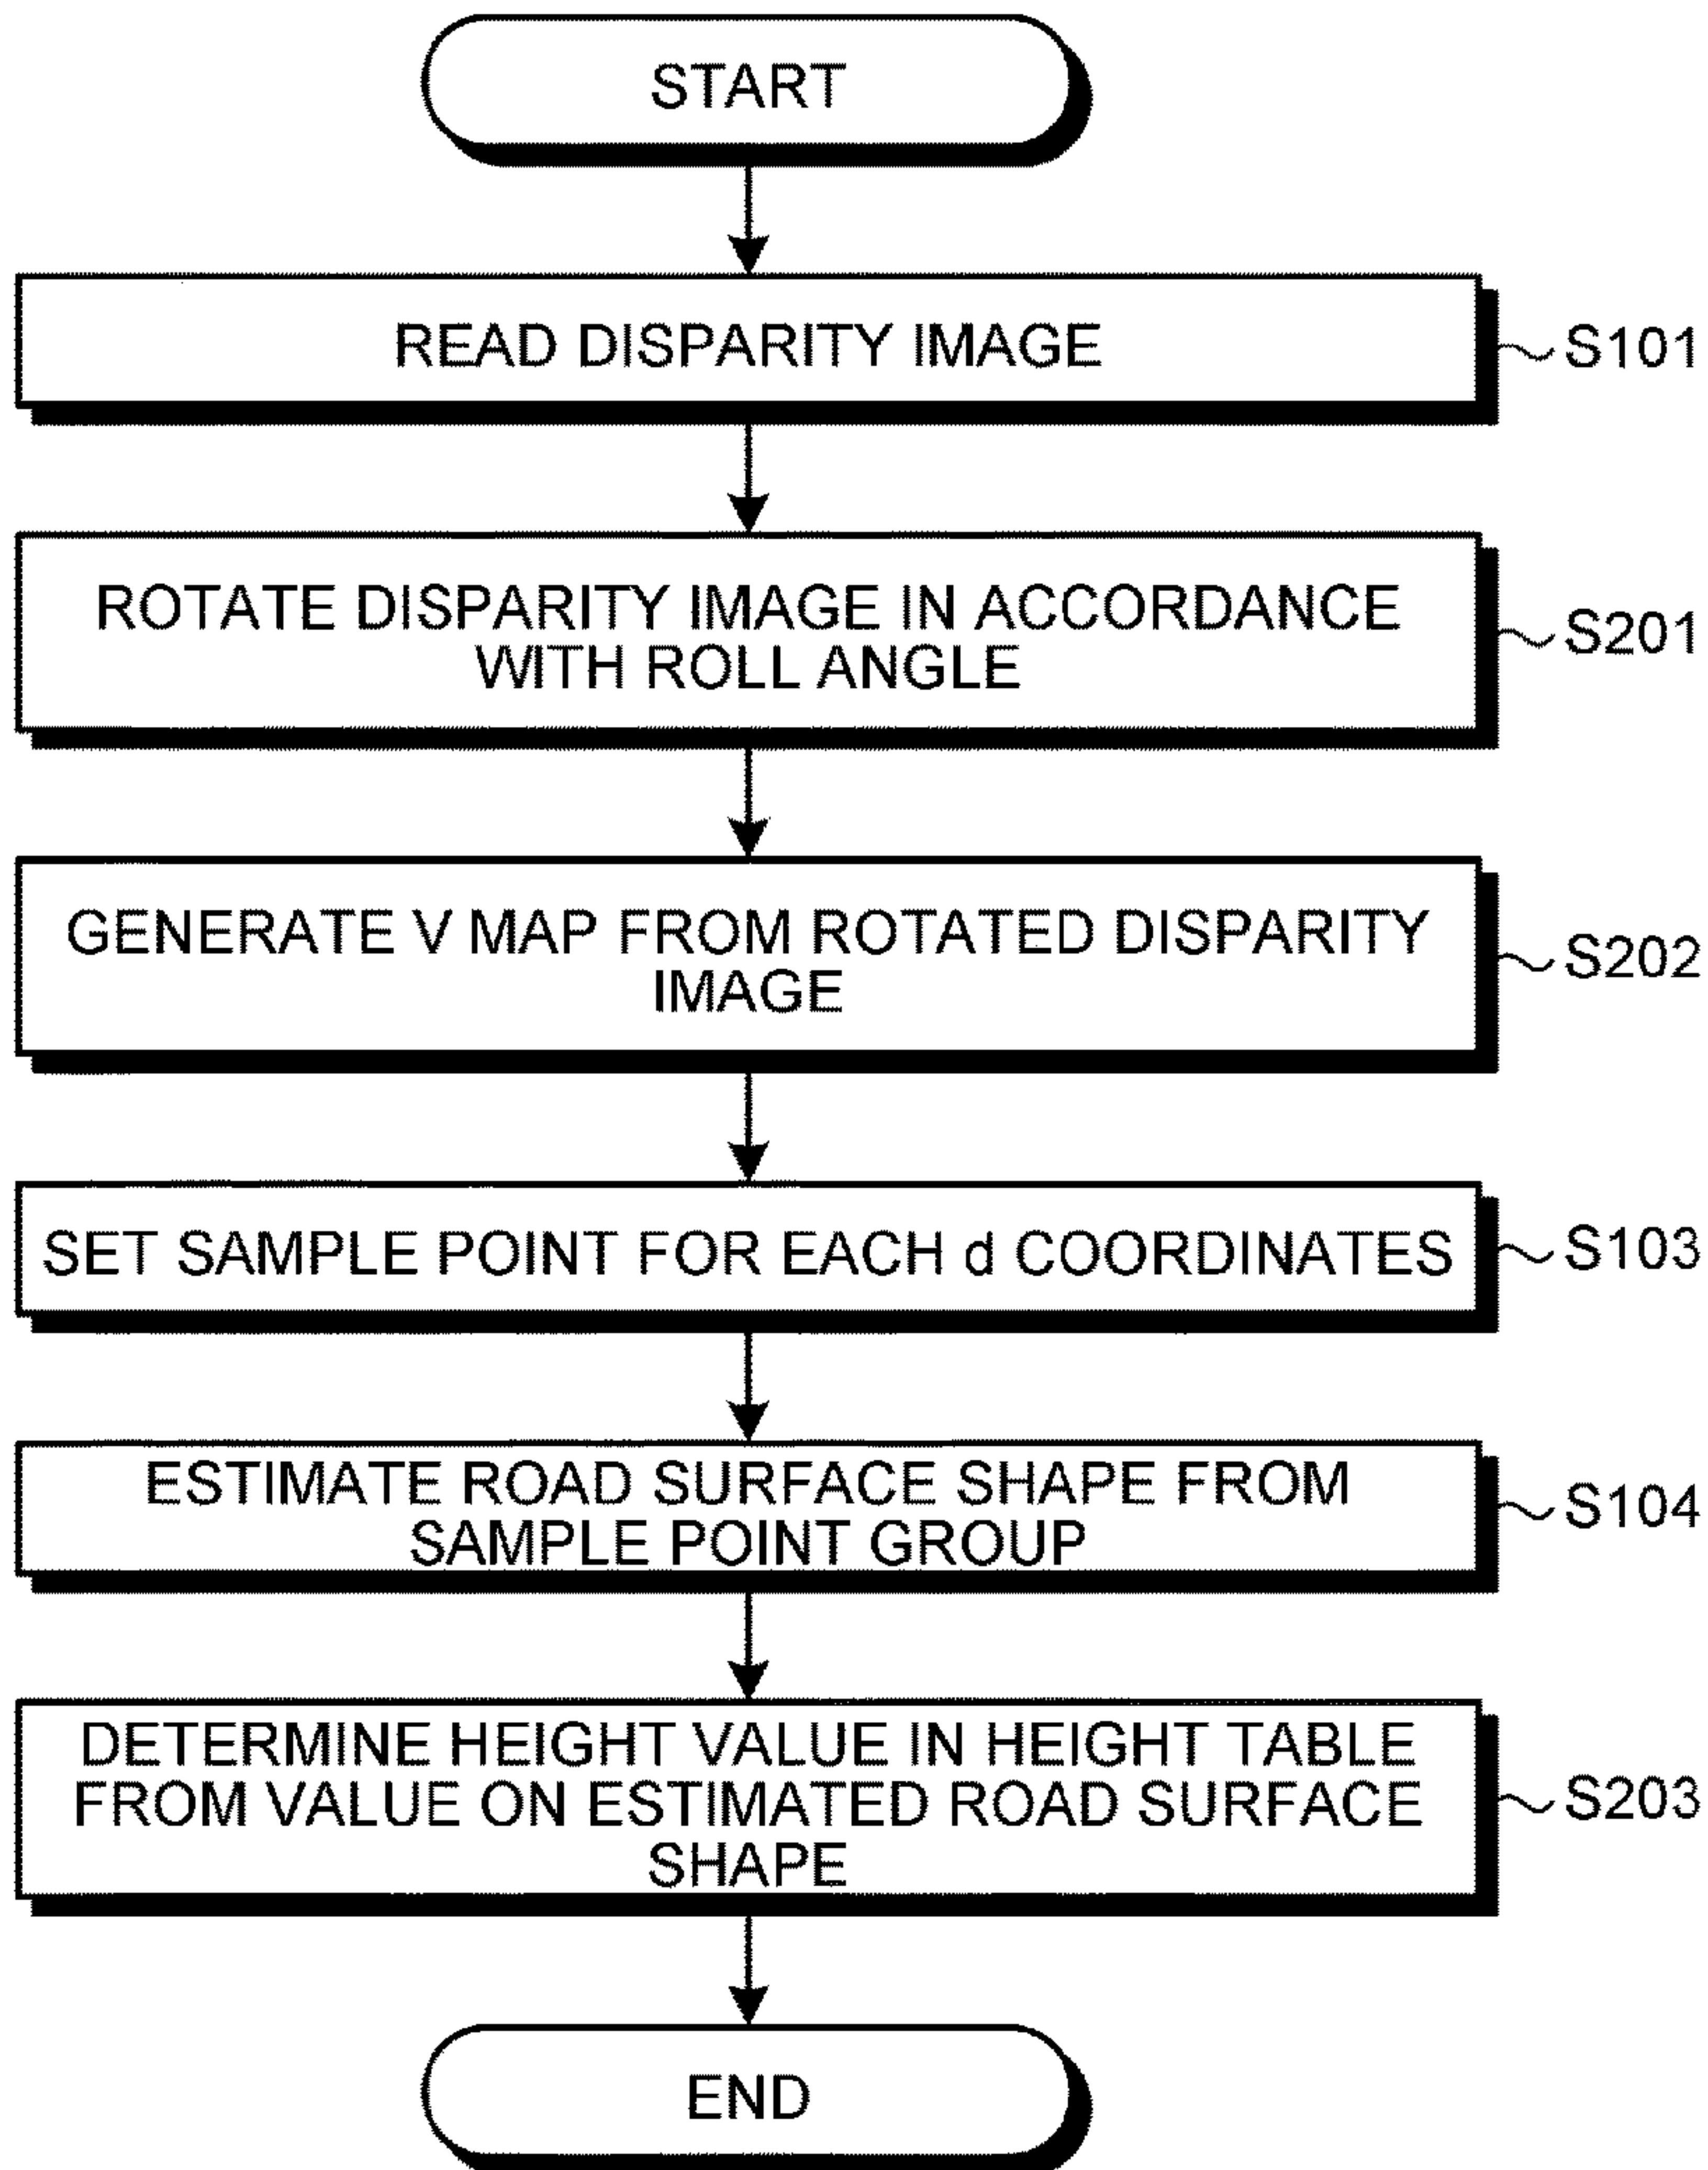 START
READ DISPARITY IMAGE
S101
ROTATE DISPARITY IMAGE IN ACCORDANCE
WITH ROLL ANGLE
S201
GENERATE V MAP FROM ROTATED DISPARITY
IMAGE
S202
SET SAMPLE POINT FOR EACH d COORDINATES
S103
ESTIMATE ROAD SURFACE SHAPE FROM
SAMPLE POINT GROUP
S104
DETERMINE HEIGHT VALUE IN HEIGHT TABLE
FROM VALUE ON ESTIMATED ROAD SURFACE
SHAPE
S203
END